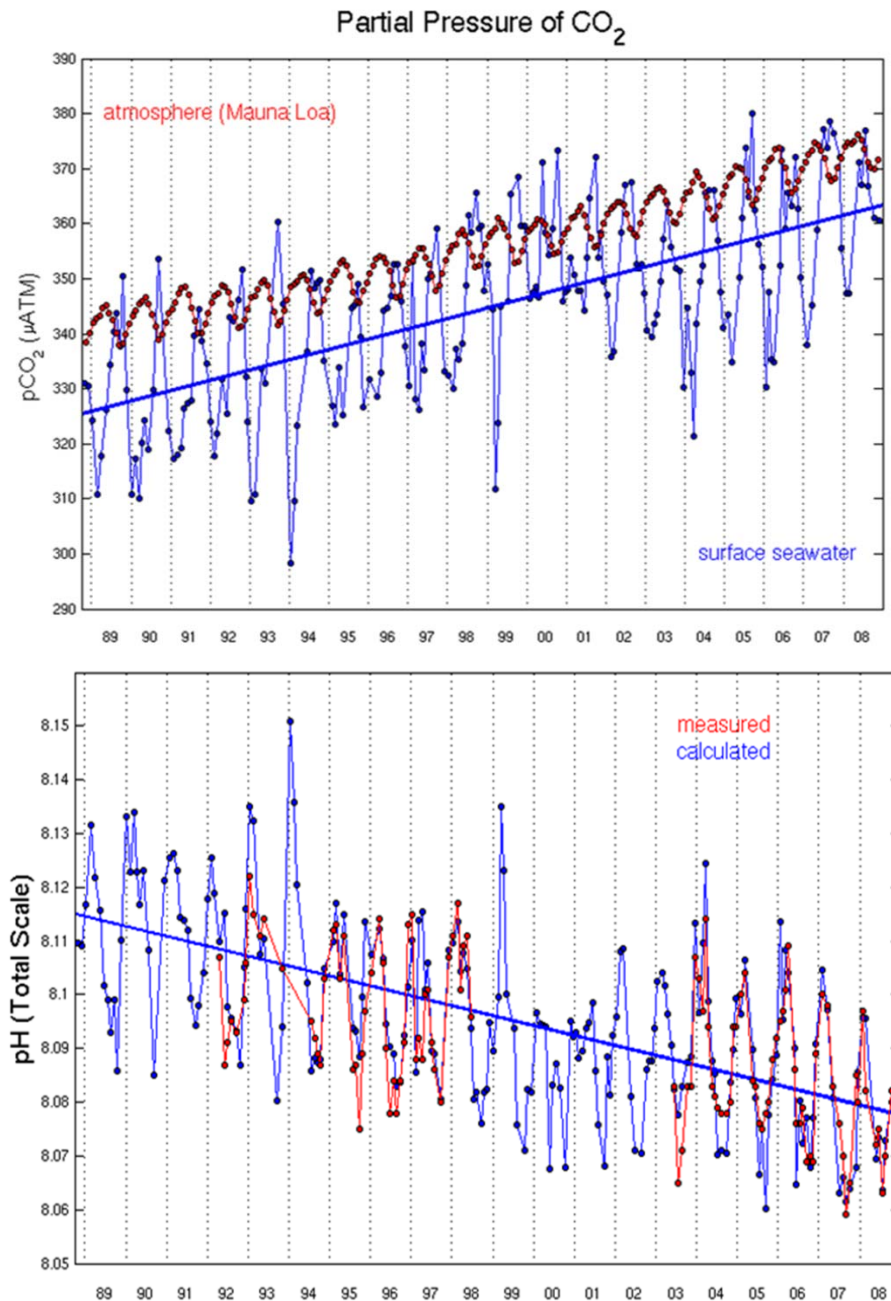 Partial Pressure of CO₂
pCO₂ (µATM)
390
380
370
360
350
340
330
320
310
300
290
atmosphere (Mauna Loa)
surface seawater
89 90 91 92 93 94 95 96 97 98 99 00 01 02 03 04 05 06 07 08
pH (Total Scale)
8.15
8.14
8.13
8.12
8.11
8.1
8.09
8.08
8.07
8.06
8.05
measured
calculated
89 90 91 92 93 94 95 96 97 98 99 00 01 02 03 04 05 06 07 08